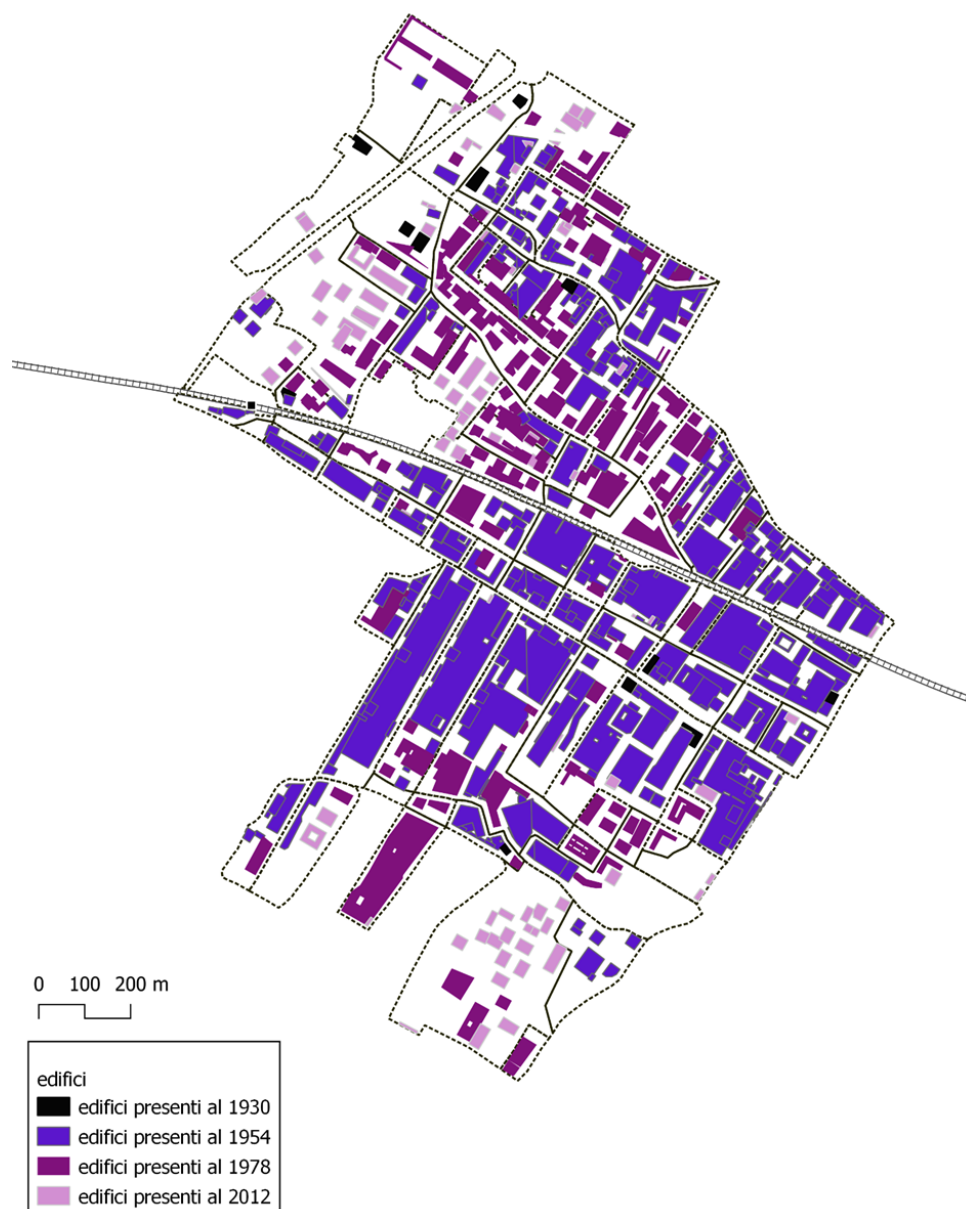 0 100 200 m
edifici
edifici presenti al 1930
edifici presenti al 1954
edifici presenti al 1978
edifici presenti al 2012